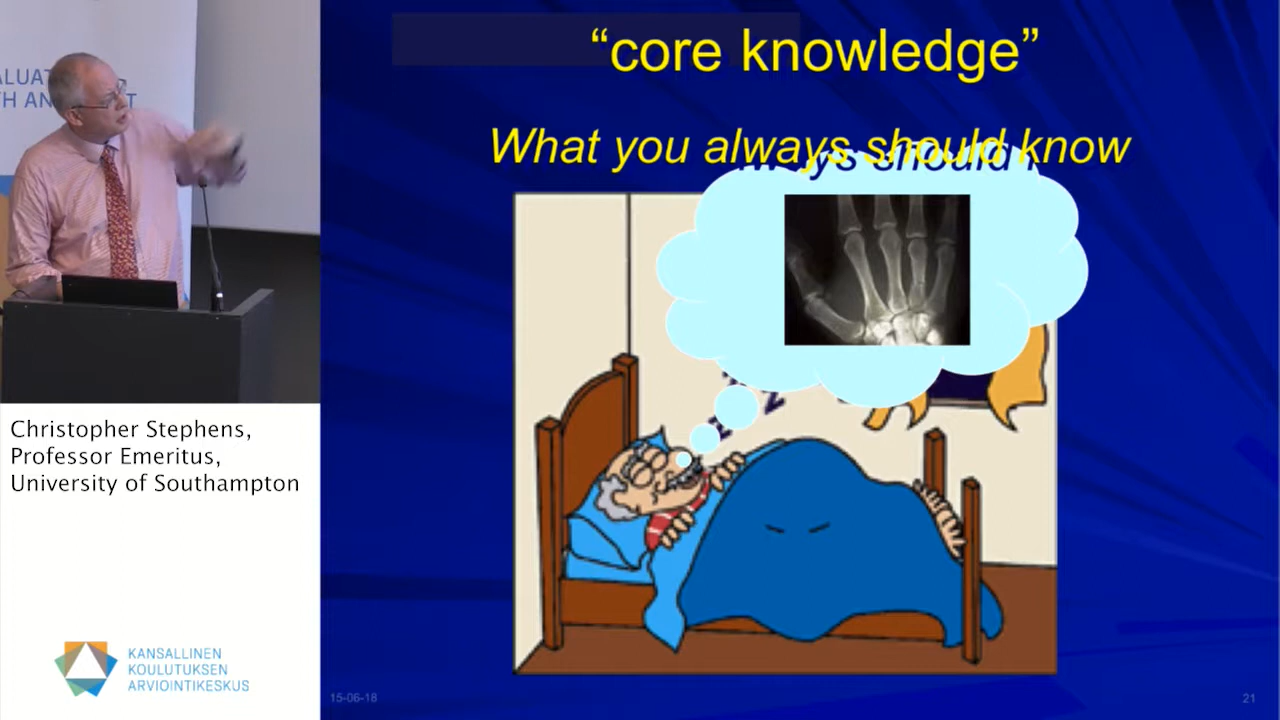 “core knowledge”
What you always should know
Christopher Stephens,
Professor Emeritus,
University of Southampton
KANSALLINEN
KOULUTUKSEN
ARVIOINTIKESKUS
15-06-18
21